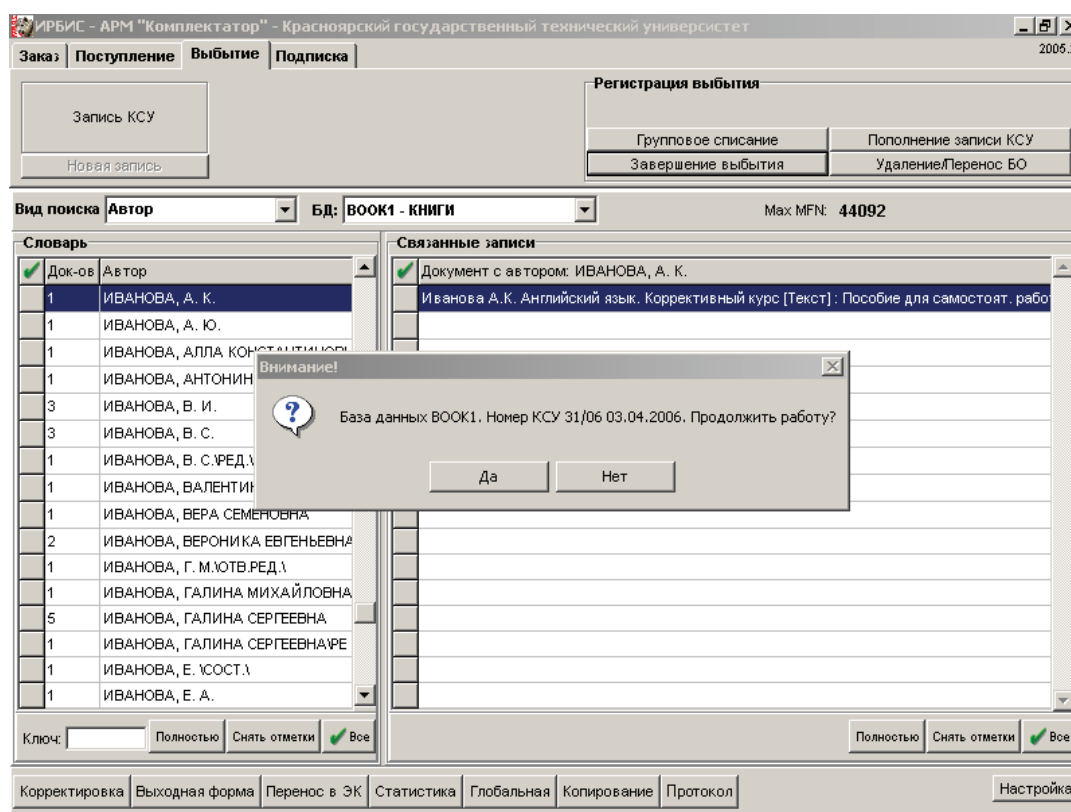 ИРБИС - АРМ "Комплектатор" - Красноярский государственный технический университет
Заказ Поступление Выбытие Подписка
2005.
Запись КСУ
Новая запись
Регистрация выбытия
Групповое списание Пополнение записи КСУ
Завершение выбытия Удаление/Перенос БО
Вид поиска Автор БД: BOOK1 - КНИГИ Max MFN: 44092
Словарь
Док-ов Автор
1 ИВАНОВА, А. К.
1 ИВАНОВА, А. Ю.
1 ИВАНОВА, АЛЛА
1 ИВАНОВА, АНТОНИН
3 ИВАНОВА, В. И.
3 ИВАНОВА, В. С.
1 ИВАНОВА, В. С.\РЕД.\
1 ИВАНОВА, ВАЛЕНТИН
1 ИВАНОВА, ВЕРА СЕМЕНОВНА
2 ИВАНОВА, ВЕРОНИКА ЕВГЕНЬЕВНА
1 ИВАНОВА, Г. М.\ОТВ.РЕД.\
1 ИВАНОВА, ГАЛИНА МИХАЙЛОВНА
5 ИВАНОВА, ГАЛИНА СЕРГЕЕВНА
1 ИВАНОВА, ГАЛИНА СЕРГЕЕВНА\РЕ
1 ИВАНОВА, Е. \СОСТ.\
1 ИВАНОВА, Е. А.
Ключ: Полностью Снять отметки Все
Связанные записи
Документ с автором: ИВАНОВА, А. К.
Иванова А.К. Английский язык. Коррективный курс [Текст] : Пособие для самостоят. рабо
Внимание!
База данных BOOK1. Номер КСУ 31/06 03.04.2006. Продолжить работу?
Да Нет
Полностью Снять отметки Все
Корректировка Выходная форма Перенос в ЭК Статистика Глобальная Копирование Протокол Настройка